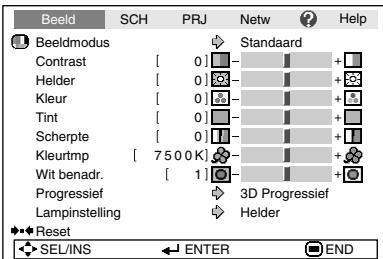 Beeld SCH PRJ Netw ? Help
Beeldmodus Standaard
Contrast [ 0] - +
Helder [ 0] - +
Kleur [ 0] - +
Tint [ 0] - +
Scherpte [ 0] - +
Kleurtmp [ 7500K] - +
Wit benadr. [ 1] - +
Progressief 3D Progressief
Lampinstelling Helder
Reset
SEL/INS ENTER END